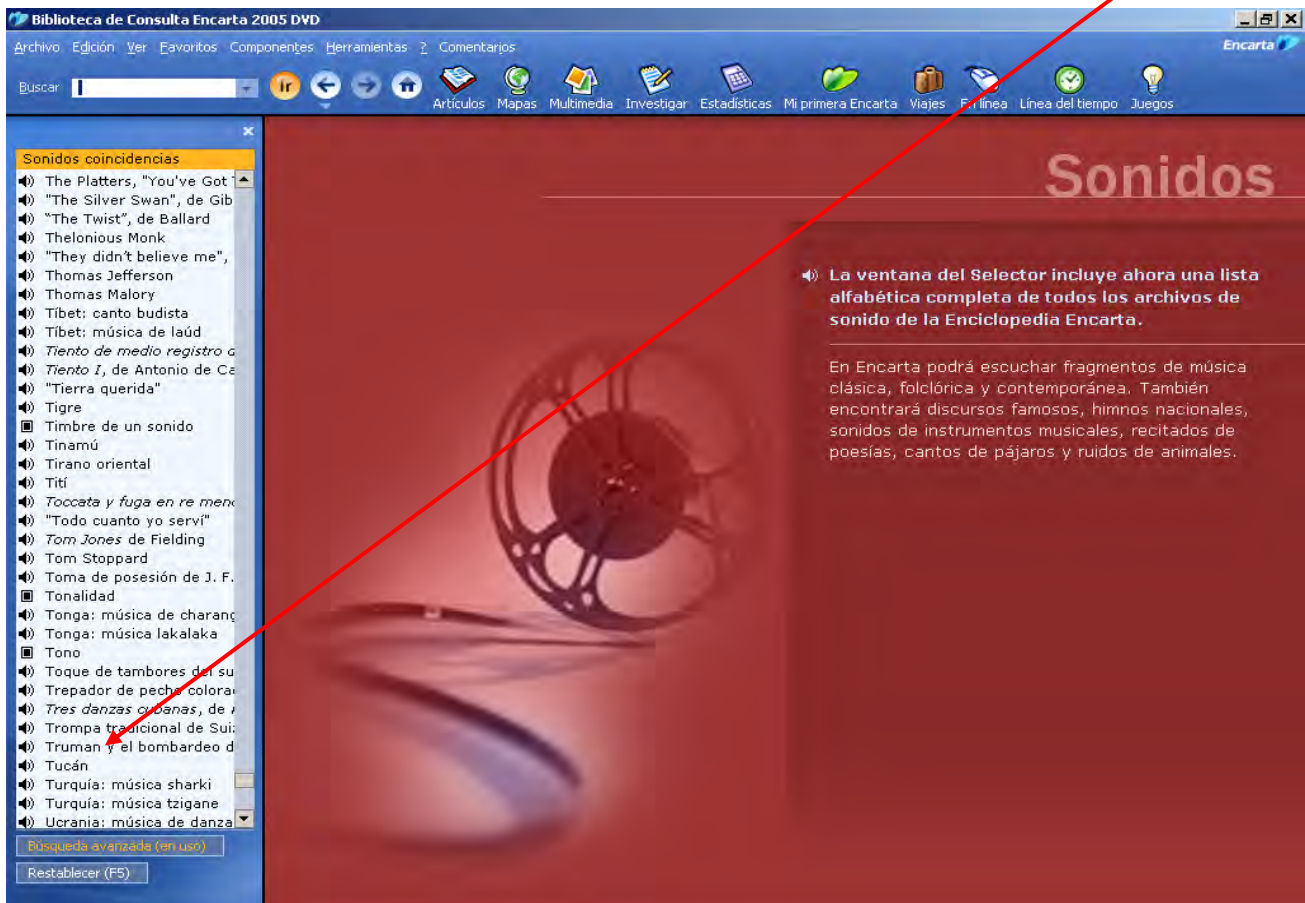 Biblioteca de Consulta Encarta 2005 DVD
Archivo Edición Ver Favoritos Componentes Herramientas ? Comentarios
Encarta
Buscar
ir
Artículos Mapas Multimedia Investigar Estadísticas Mi primera Encarta Viajes En línea Línea del tiempo Juegos
Sonidos coincidencias
The Platters, "You've Got
"The Silver Swan", de Gib
"The Twist", de Ballard
Thelonious Monk
"They didn't believe me",
Thomas Jefferson
Thomas Malory
Tíbet: canto budista
Tíbet: música de laúd
Tiento de medio registro
Tiento I, de Antonio de Ca
"Tierra querida"
Tigre
Timbre de un sonido
Tinamú
Tirano oriental
Tití
Toccata y fuga en re men
"Todo cuanto yo serví"
Tom Jones de Fielding
Tom Stoppard
Toma de posesión de J. F.
Tonalidad
Tonga: música de charang
Tonga: música lakalaka
Tono
Toque de tambores del su
Trepador de pecho colora
Tres danzas cubanas, de
Trompa tradicional de Sui
Truman y el bombardeo d
Tucán
Turquía: música sharki
Turquía: música tzigane
Ucrania: música de danza
Búsqueda avanzada (en uso)
Restablecer (F5)
Sonidos
La ventana del Selector incluye ahora una lista
alfabética completa de todos los archivos de
sonido de la Enciclopedia Encarta.
En Encarta podrá escuchar fragmentos de música
clásica, folclórica y contemporánea. También
encontrará discursos famosos, himnos nacionales,
sonidos de instrumentos musicales, recitados de
poesías, cantos de pájaros y ruidos de animales.